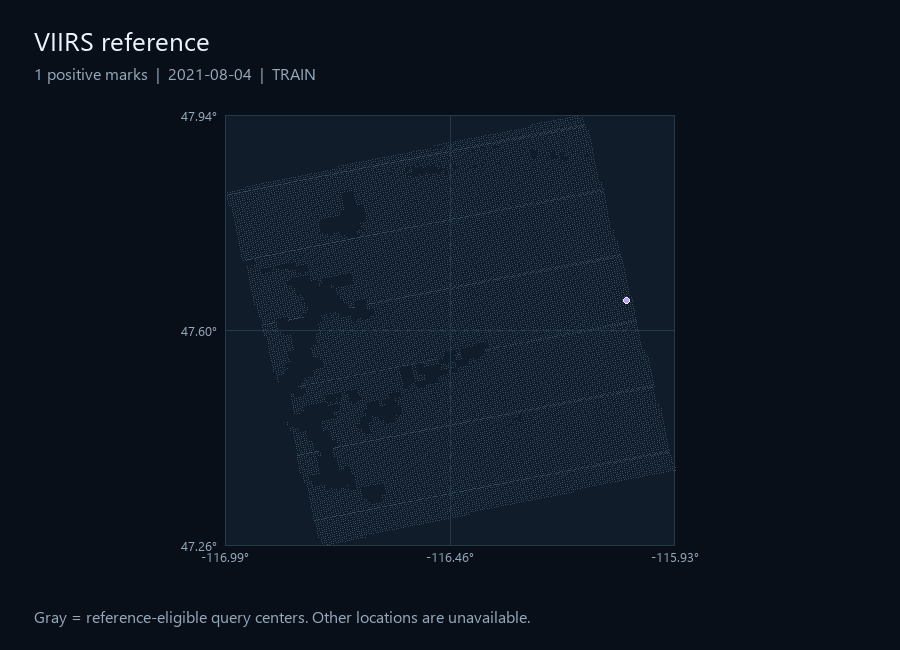 VIIRS reference
1 positive marks | 2021-08-04 | TRAIN
47.94°
47.60°
47.26°
-116.99°
-116.46°
-115.93°
Gray = reference-eligible query centers. Other locations are unavailable.